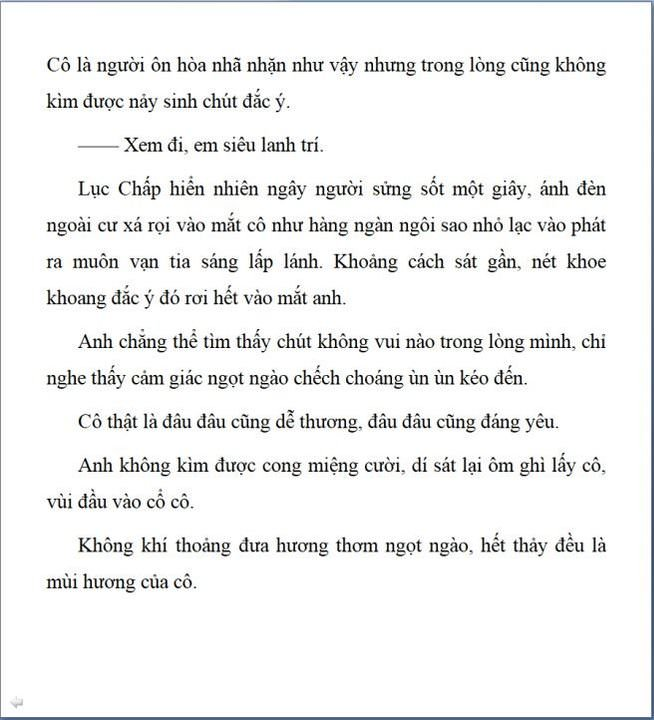 Cô là người ôn hòa nhã nhặn như vậy nhưng trong lòng cũng không
kìm được nảy sinh chút đắc ý.
—— Xem đi, em siêu lanh trí.
Lục Chấp hiển nhiên ngây người sửng sốt một giây, ánh đèn
ngoài cư xá rọi vào mắt cô như hàng ngàn ngôi sao nhỏ lạc vào phát
ra muôn vạn tia sáng lấp lánh. Khoảng cách sát gần, nét khoe
khoang đắc ý đó rơi hết vào mắt anh.
Anh chẳng thể tìm thấy chút không vui nào trong lòng mình, chỉ
nghe thấy cảm giác ngọt ngào chếch choáng ùn ùn kéo đến.
Cô thật là đâu đâu cũng dễ thương, đâu đâu cũng đáng yêu.
Anh không kìm được cong miệng cười, dí sát lại ôm ghì lấy cô,
vùi đầu vào cổ cô.
Không khí thoảng đưa hương thơm ngọt ngào, hết thảy đều là
mùi hương của cô.